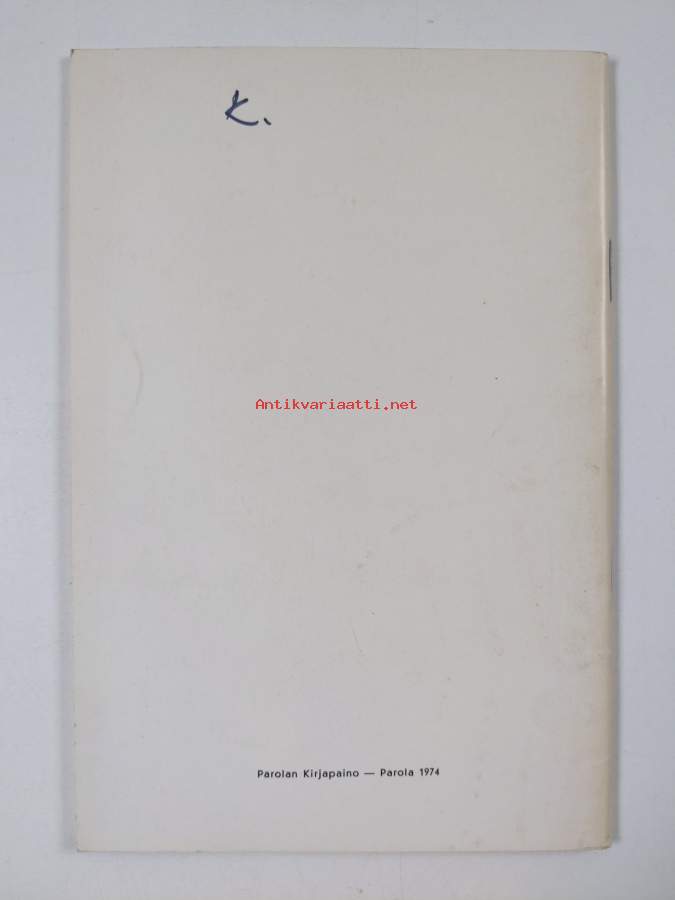 K.
Antikvariaatti.net
Parolan Kirjapaino — Parola 1974